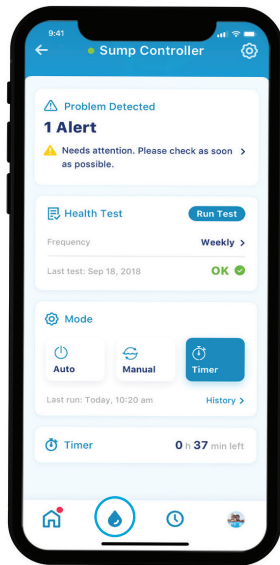 9:41
Sump Controller
Problem Detected
1 Alert
Needs attention. Please check as soon
as possible.
Health Test
Run Test
Frequency
Weekly
Last test: Sep 18, 2018
OK
Mode
Auto
Manual
Timer
Last run: Today, 10:20 am
History
Timer
0 h 37 min left